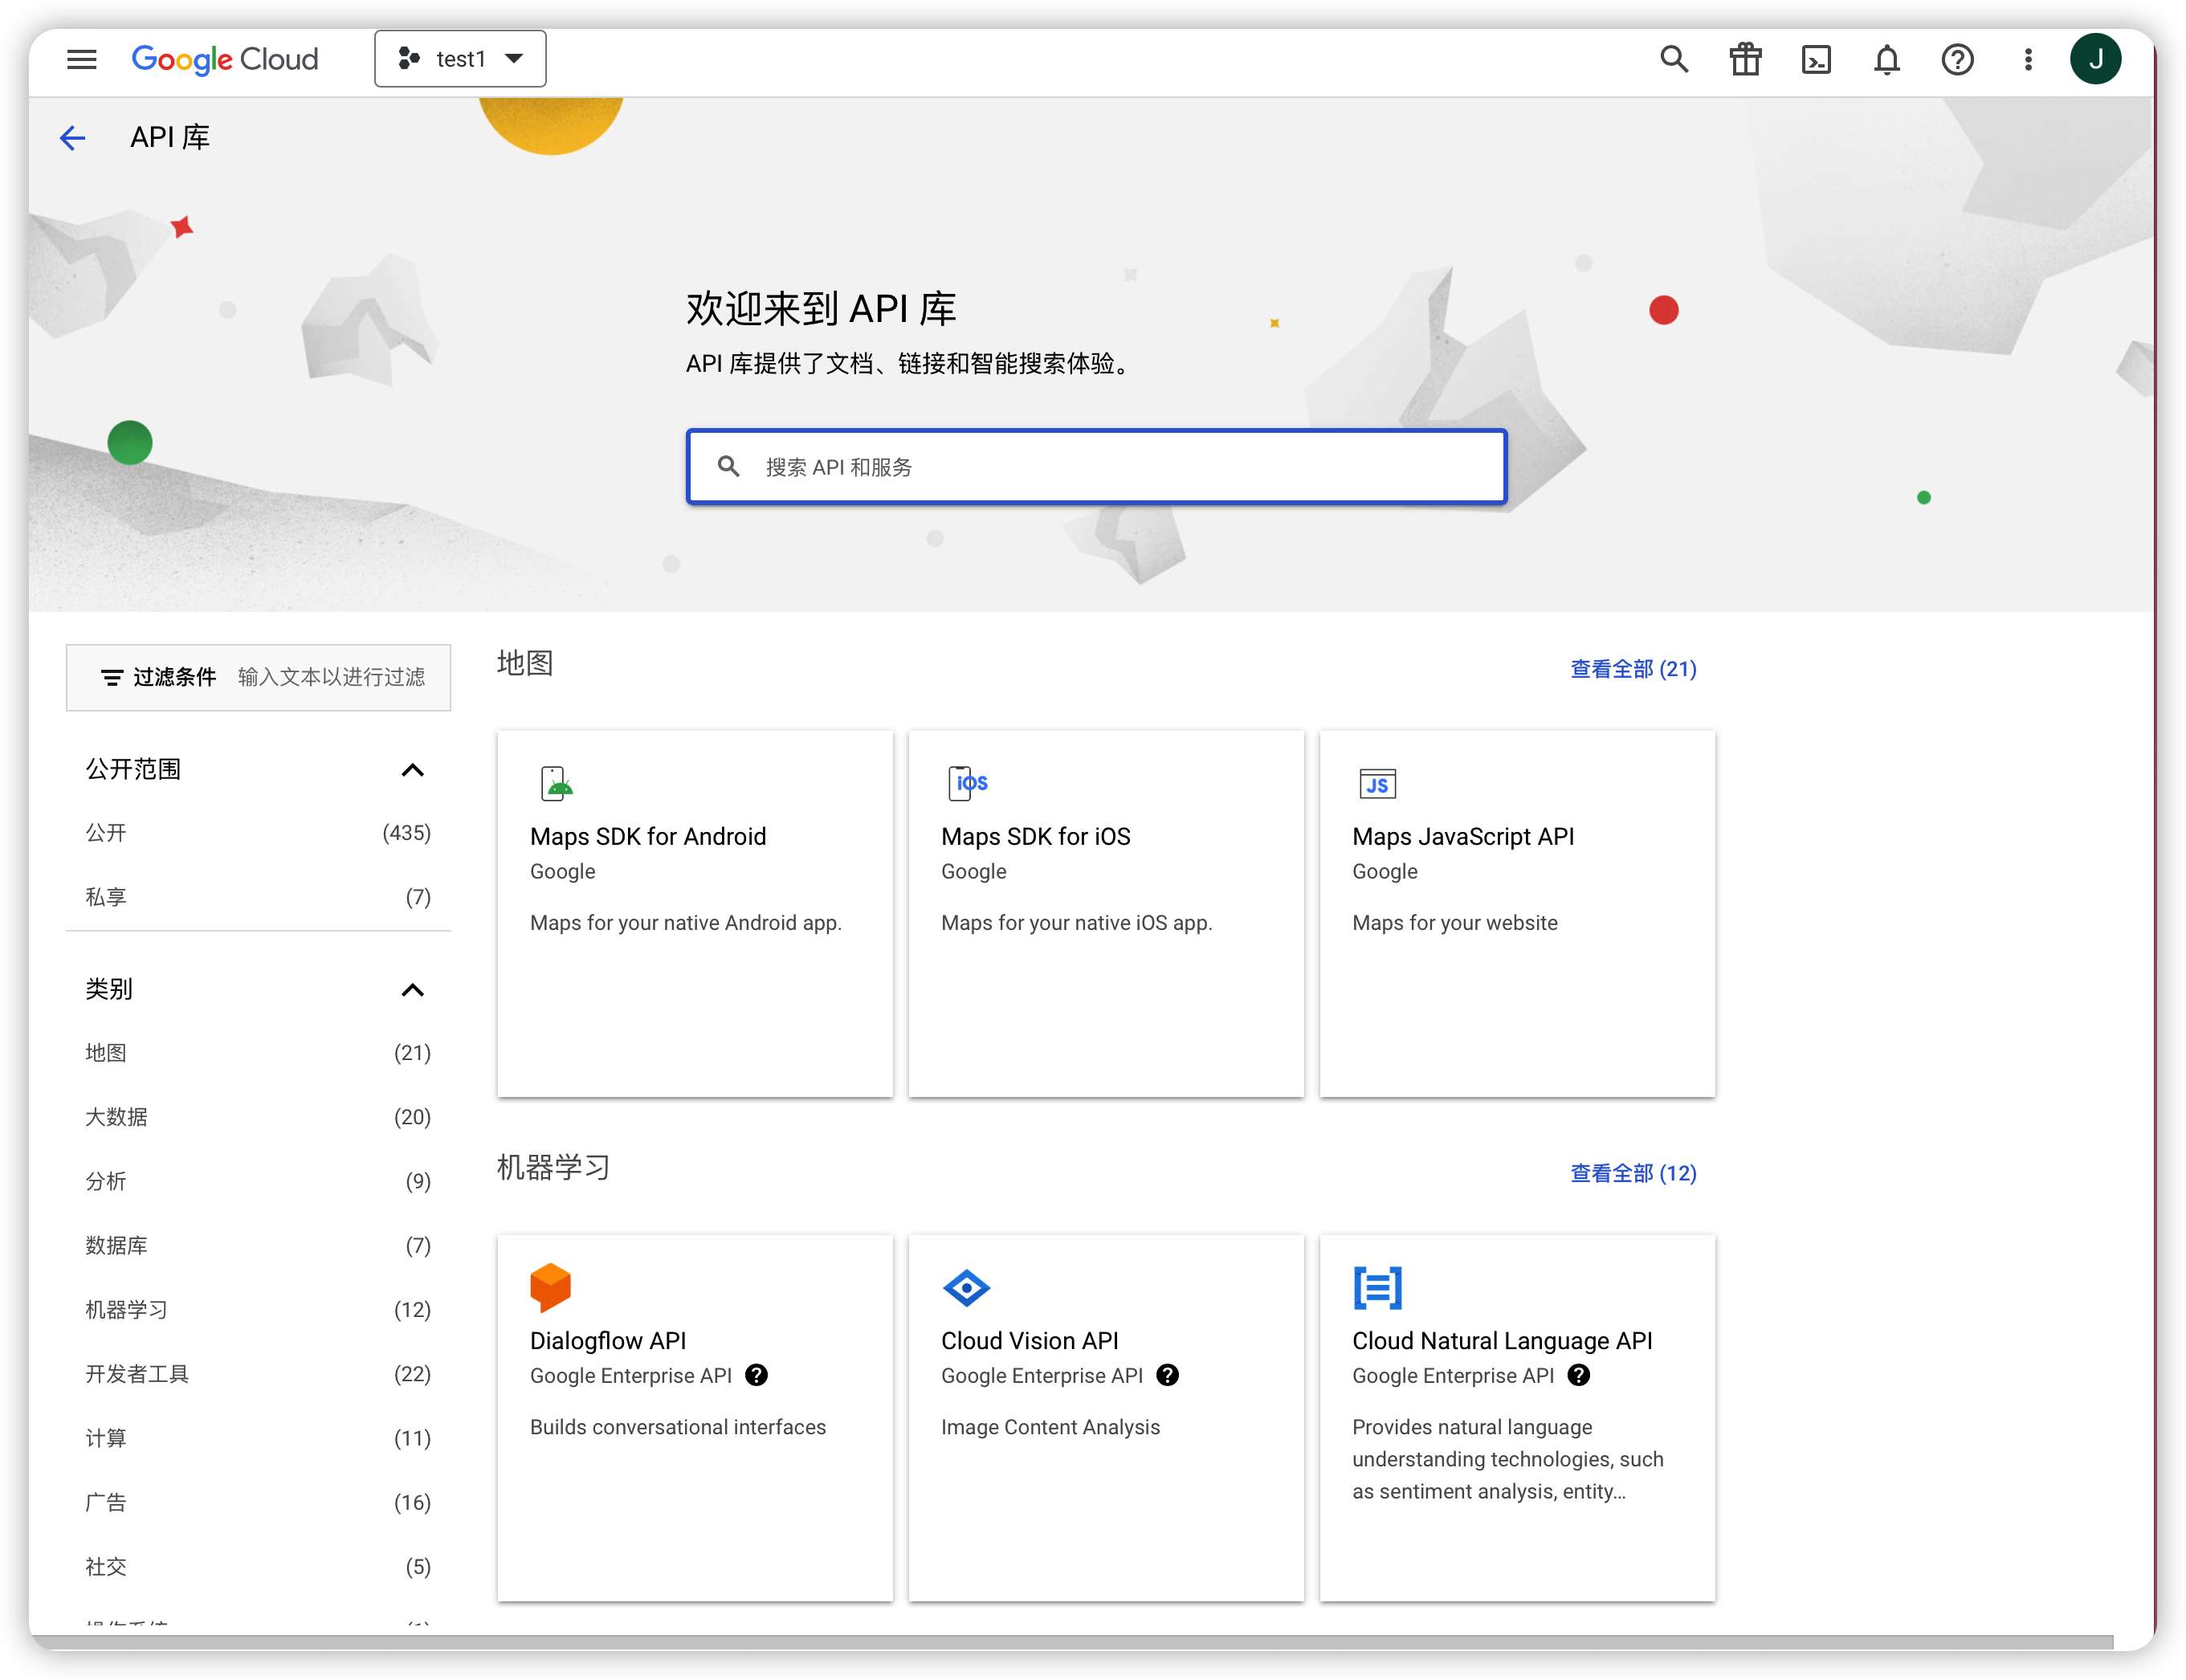 Google Cloud
test1
J
API 库
欢迎来到 API 库
API 库提供了文档、链接和智能搜索体验。
搜索 API 和服务
过滤条件 输入文本以进行过滤
公开范围
公开 (435)
私享 (7)
类别
地图 (21)
大数据 (20)
分析 (9)
数据库 (7)
机器学习 (12)
开发者工具 (22)
计算 (11)
广告 (16)
社交 (5)
地图
查看全部 (21)
iOS
JS
Maps SDK for Android
Google
Maps for your native Android app.
Maps SDK for iOS
Google
Maps for your native iOS app.
Maps JavaScript API
Google
Maps for your website
机器学习
查看全部 (12)
Dialogflow API
Google Enterprise API
Builds conversational interfaces
Cloud Vision API
Google Enterprise API
Image Content Analysis
Cloud Natural Language API
Google Enterprise API
Provides natural language
understanding technologies, such
as sentiment analysis, entity…